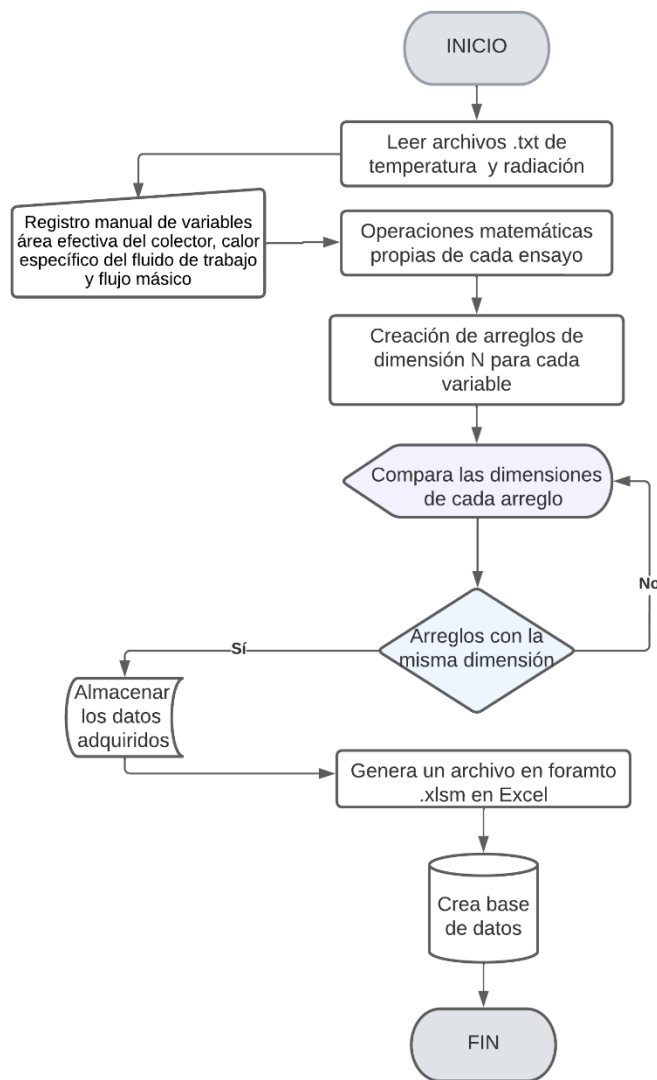 INICIO
Leer archivos .txt de
temperatura y radiación
Registro manual de variables
área efectiva del colector, calor
específico del fluido de trabajo
y flujo másico
Operaciones matemáticas
propias de cada ensayo
Creación de arreglos de
dimensión N para cada
variable
Compara las dimensiones
de cada arreglo
No
Arreglos con la
misma dimensión
Sí
Almacenar
los datos
adquiridos
Genera un archivo en foramto
.xlsm en Excel
Crea base
de datos
FIN